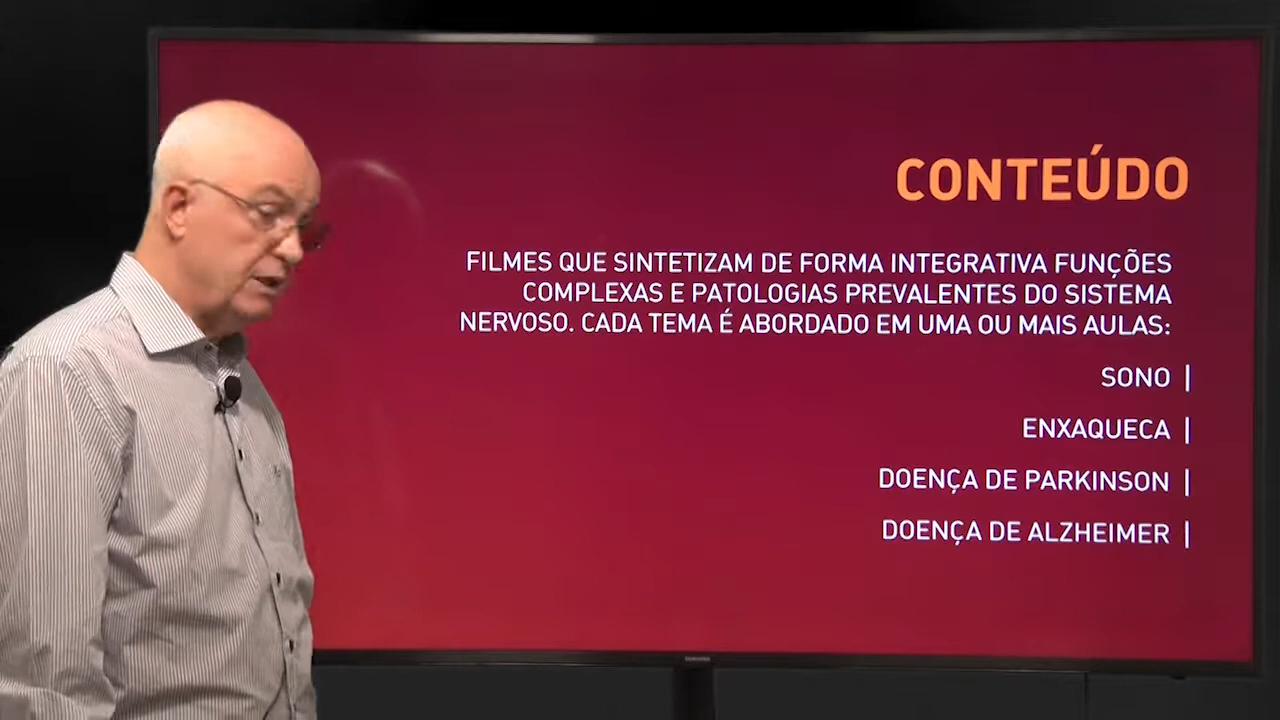 CONTEÚDO
FILMES QUE SINTETIZAM DE FORMA INTEGRATIVA FUNÇÕES
COMPLEXAS E PATOLOGIAS PREVALENTES DO SISTEMA
NERVOSO. CADA TEMA É ABORDADO EM UMA OU MAIS AULAS:
SONO |
ENXAQUECA |
DOENÇA DE PARKINSON |
DOENÇA DE ALZHEIMER |
SAMSUNG